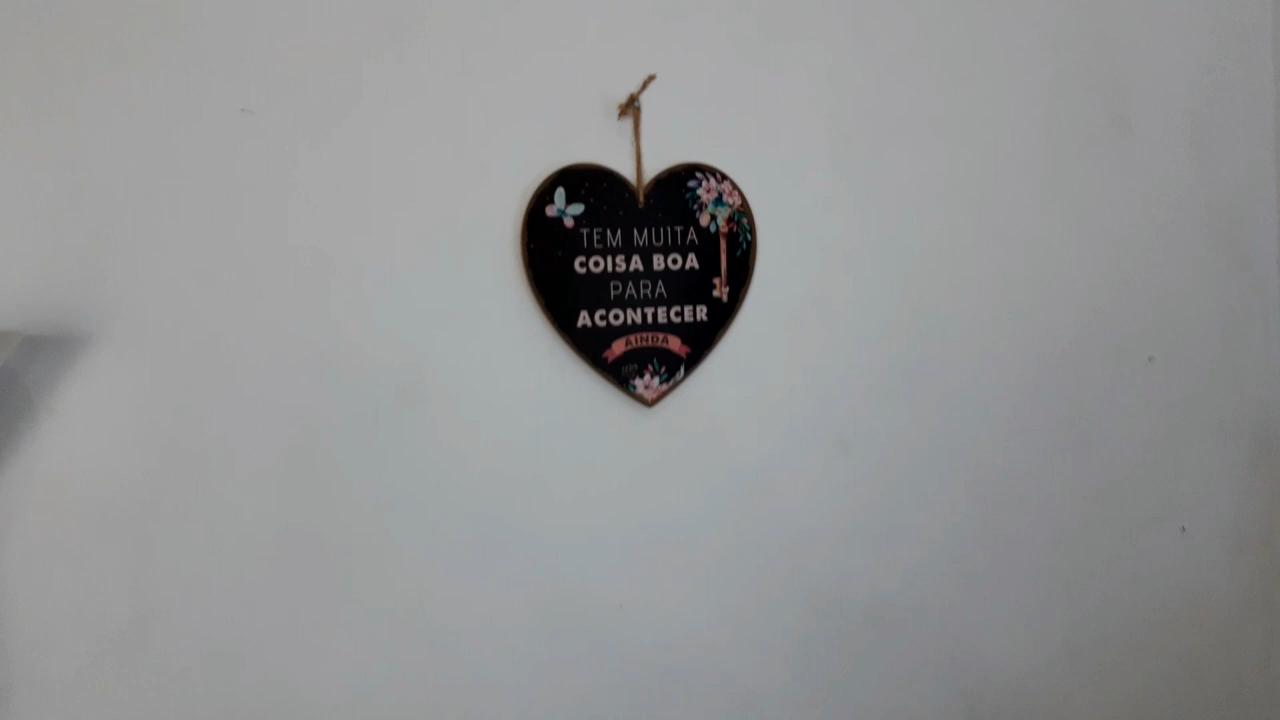 TEM MUITA
COISA BOA
PARA
ACONTECER
AINDA